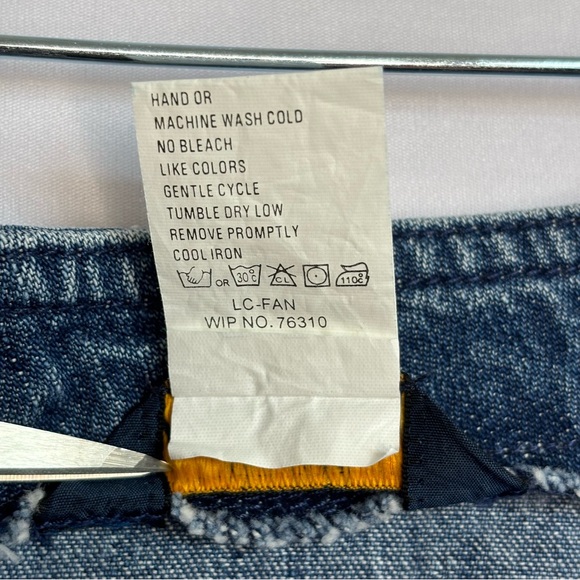 HAND OR
MACHINE WASH COLD
NO BLEACH
LIKE COLORS
GENTLE CYCLE
TUMBLE DRY LOW
REMOVE PROMPTLY
COOL IRON
OR 30°C CL 110°C
LC-FAN
WIP NO. 76310